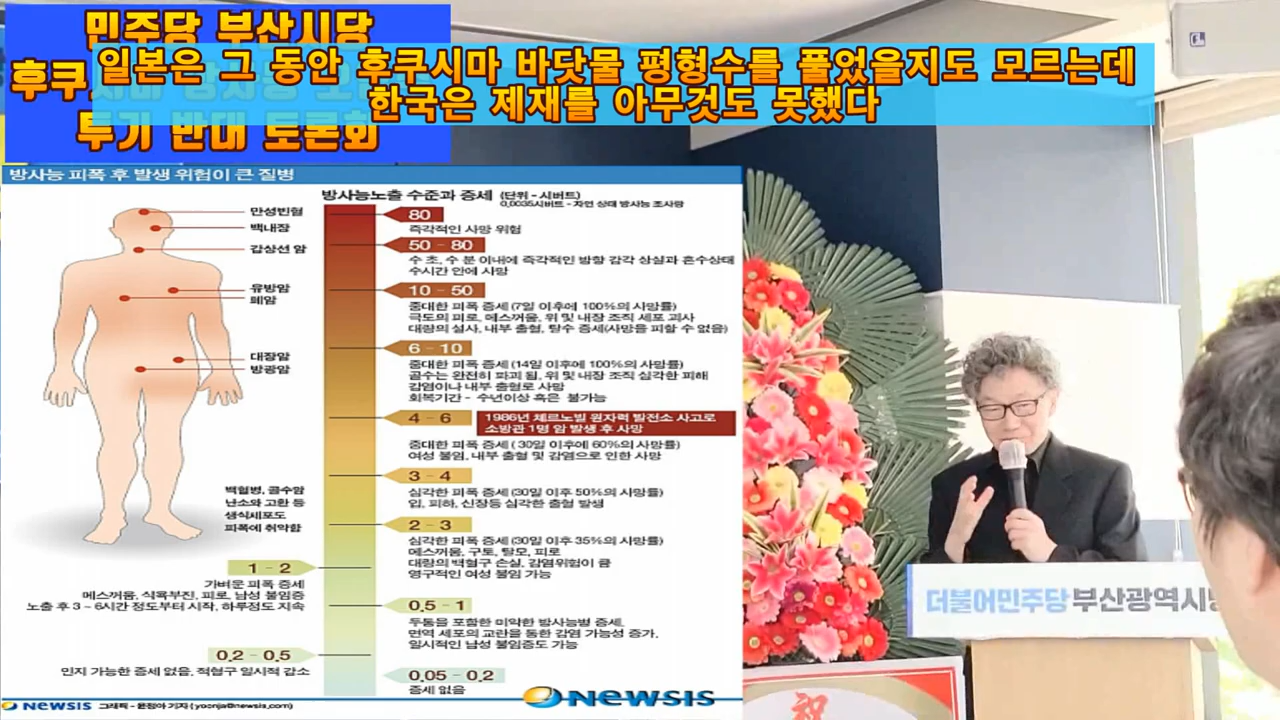 민주당 부산시당
후쿠
일본은 그 동안 후쿠시마 바닷물 평형수를 풀었을지도 모르는데
한국은 제재를 아무것도 못했다
투기 반대 토론회
방사능 피폭 후 발생 위험이 큰 질병
만성빈혈
백내장
갑상선 암
유방암
폐암
대장암
방광암
백혈병, 골수암
난소와 고환 등
생식세포도
피폭에 취약함
방사능노출 수준과 증세 (단위 - 시버트)
0.0035시버트 - 자연 상태 방사능 조사량
80
즉각적인 사망 위험
50 - 80
수 초, 수 분 이내에 즉각적인 방향 감각 상실과 혼수상태
수시간 안에 사망
10 - 50
중대한 피폭 증세 (7일 이후에 100%의 사망률)
극도의 피로, 메스꺼움, 위 및 내장 조직 세포 괴사
대량의 설사, 내부 출혈, 탈수 증세(사망을 피할 수 없음)
6 - 10
중대한 피폭 증세 (14일 이후에 100%의 사망률)
골수는 완전히 파괴 됨, 위 및 내장 조직 심각한 피해
감염이나 내부 출혈로 사망
회복기간 - 수년이상 혹은 불가능
4 - 6
1986년 체르노빌 원자력 발전소 사고로
소방관 1명 암 발생 후 사망
중대한 피폭 증세 ( 30일 이후에 60%의 사망률)
여성 불임, 내부 출혈 및 감염으로 인한 사망
3 - 4
심각한 피폭 증세 (30일 이후 50%의 사망률)
입, 피하, 신장등 심각한 출혈 발생
2 - 3
심각한 피폭 증세 (30일 이후 35%의 사망률)
메스꺼움, 구토, 탈모, 피로
대량의 백혈구 손실, 감염위험이 큼
영구적인 여성 불임 가능
1 - 2
가벼운 피폭 증세
메스꺼움, 식욕부진, 피로, 남성 불임증
노출 후 3 ~ 6시간 정도부터 시작, 하루정도 지속
0.5 - 1
두통을 포함한 미약한 방사능병 증세,
면역 세포의 교란을 통한 감염 가능성 증가,
일시적인 남성 불임증도 가능
0.2 - 0.5
인지 가능한 증세 없음, 적혈구 일시적 감소
0.05 - 0.2
증세 없음
NEWSIS 그래픽 - 윤정아 기자 (yoonja@newsis.com)
NEWSIS
더불어민주당 부산광역시당
祝